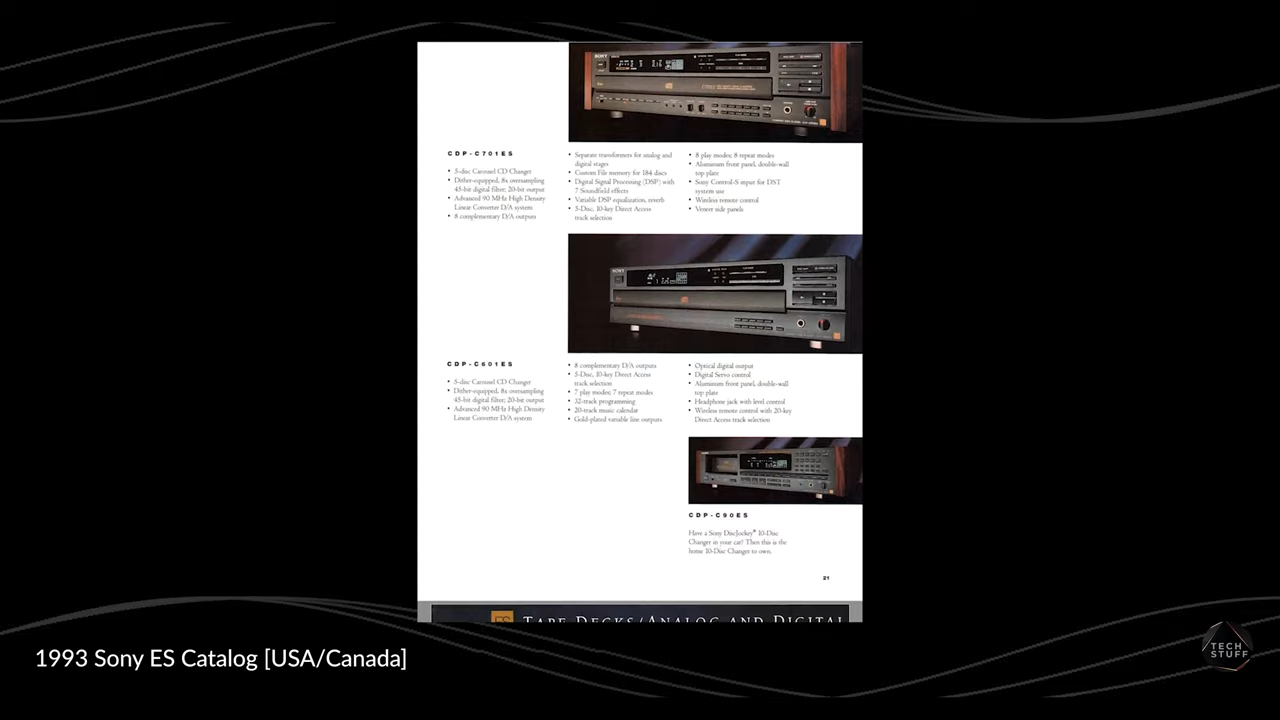 SONY
CDP-C701ES
• 5-disc Carousel CD Changer
• Dither-equipped, 8x oversampling
45-bit digital filter; 20-bit output
• Advanced 90 MHz High Density
Linear Converter D/A system
• 8 complementary D/A outputs
• Separate transformers for analog and
digital stages
• Custom File memory for 184 discs
• Digital Signal Processing (DSP) with
7 Soundfield effects
• Variable DSP equalization, reverb
• 5-Disc, 10-key Direct Access
track selection
• 8 play modes; 8 repeat modes
• Aluminum front panel, double-wall
top plate
• Sony Control-S input for DST
system use
• Wireless remote control
• Veneer side panels
SONY
CDP-C601ES
• 5-disc Carousel CD Changer
• Dither-equipped, 8x oversampling
45-bit digital filter; 20-bit output
• Advanced 90 MHz High Density
Linear Converter D/A system
• 8 complementary D/A outputs
• 5-Disc, 10-key Direct Access
track selection
• 7 play modes; 7 repeat modes
• 32-track programming
• 20-track music calendar
• Gold-plated variable line outputs
• Optical digital output
• Digital Servo control
• Aluminum front panel, double-wall
top plate
• Headphone jack with level control
• Wireless remote control with 20-key
Direct Access track selection
CDP-C90ES
Have a Sony DiscJockey® 10-Disc
Changer in your car? Then this is the
home 10-Disc Changer to own.
21
ES TAPE DECKS/ANALOG AND DIGITAL
1993 Sony ES Catalog [USA/Canada]
TECH
STUFF